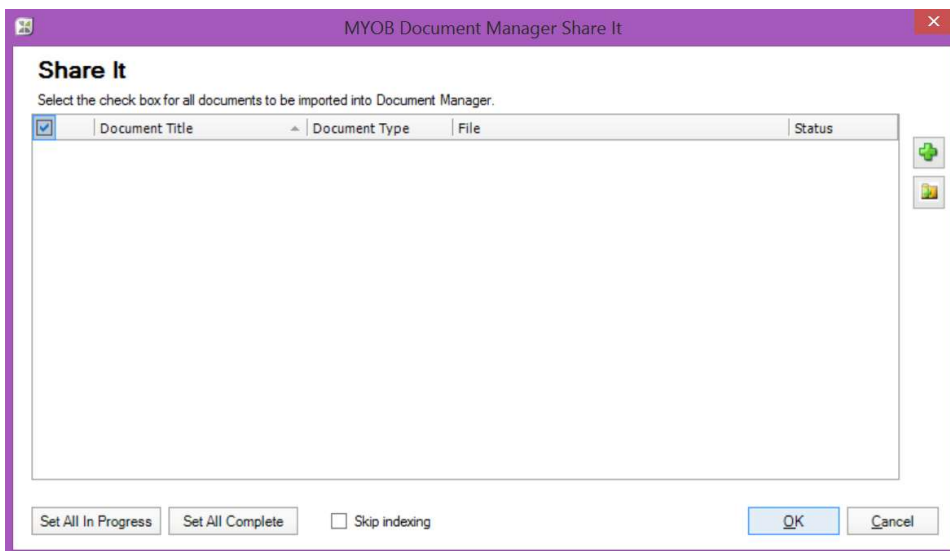 MYOB Document Manager Share It
Share It
Select the check box for all documents to be imported into Document Manager.
Document Title Document Type File Status
Set All In Progress Set All Complete Skip indexing OK Cancel